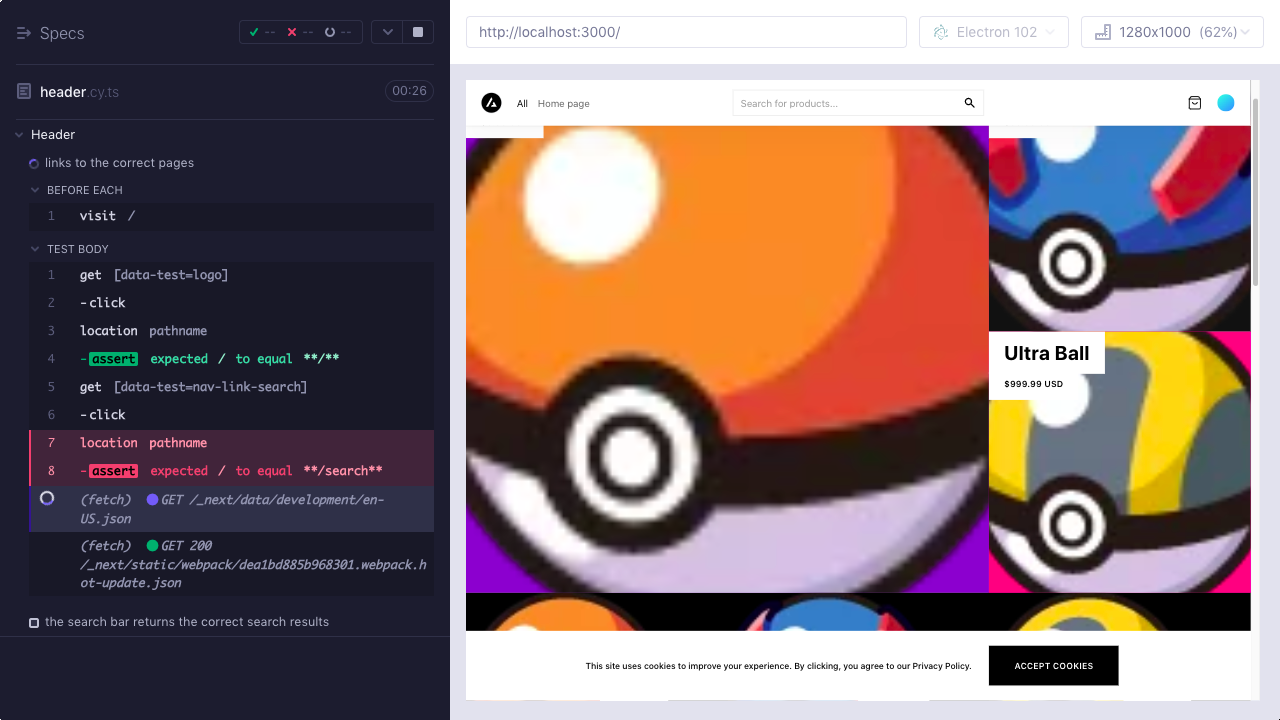 Specs
-- -- --
http://localhost:3000/
Electron 102
1280x1000 (62%)
header.cy.ts
00:26
Header
links to the correct pages
BEFORE EACH
1 visit /
TEST BODY
1 get [data-test=logo]
2 -click
3 location pathname
4 -assert expected / to equal **/**
5 get [data-test=nav-link-search]
6 -click
7 location pathname
8 -assert expected / to equal **/search**
(fetch) GET /_next/data/development/en-
US.json
(fetch) GET 200
/_next/static/webpack/dea1bd885b968301.webpack.h
ot-update.json
the search bar returns the correct search results
All Home page
Search for products...
Ultra Ball
$999.99 USD
This site uses cookies to improve your experience. By clicking, you agree to our Privacy Policy.
ACCEPT COOKIES